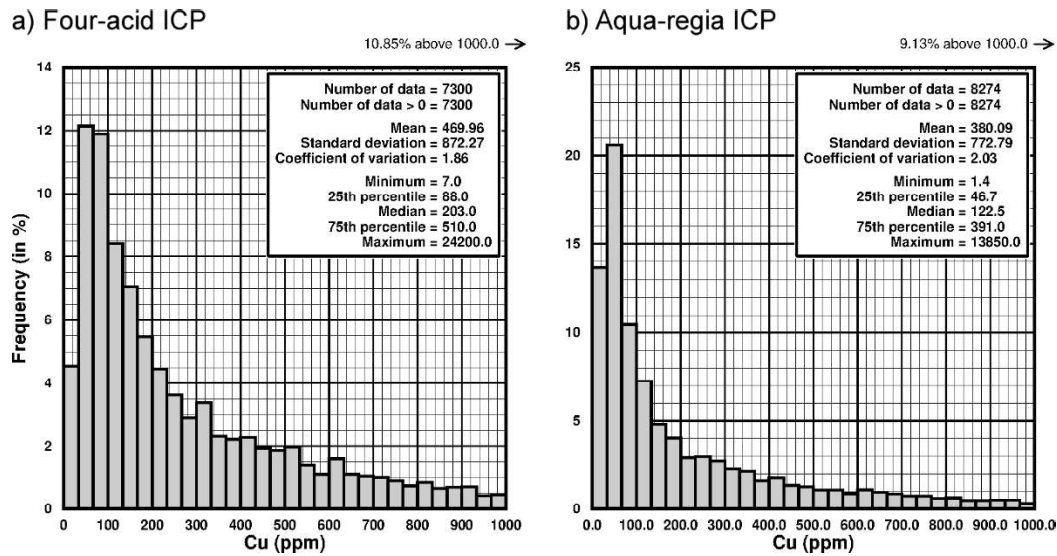 a) Four-acid ICP
10.85% above 1000.0 →
14
12
10
8
6
4
2
0
Frequency (in %)
Number of data = 7300
Number of data > 0 = 7300
Mean = 469.96
Standard deviation = 872.27
Coefficient of variation = 1.86
Minimum = 7.0
25th percentile = 88.0
Median = 203.0
75th percentile = 510.0
Maximum = 24200.0
0 100 200 300 400 500 600 700 800 900 1000
Cu (ppm)
b) Aqua-regia ICP
9.13% above 1000.0 →
25
20
15
10
5
0
Number of data = 8274
Number of data > 0 = 8274
Mean = 380.09
Standard deviation = 772.79
Coefficient of variation = 2.03
Minimum = 1.4
25th percentile = 46.7
Median = 122.5
75th percentile = 391.0
Maximum = 13850.0
0.0 100.0 200.0 300.0 400.0 500.0 600.0 700.0 800.0 900.0 1000.0
Cu (ppm)